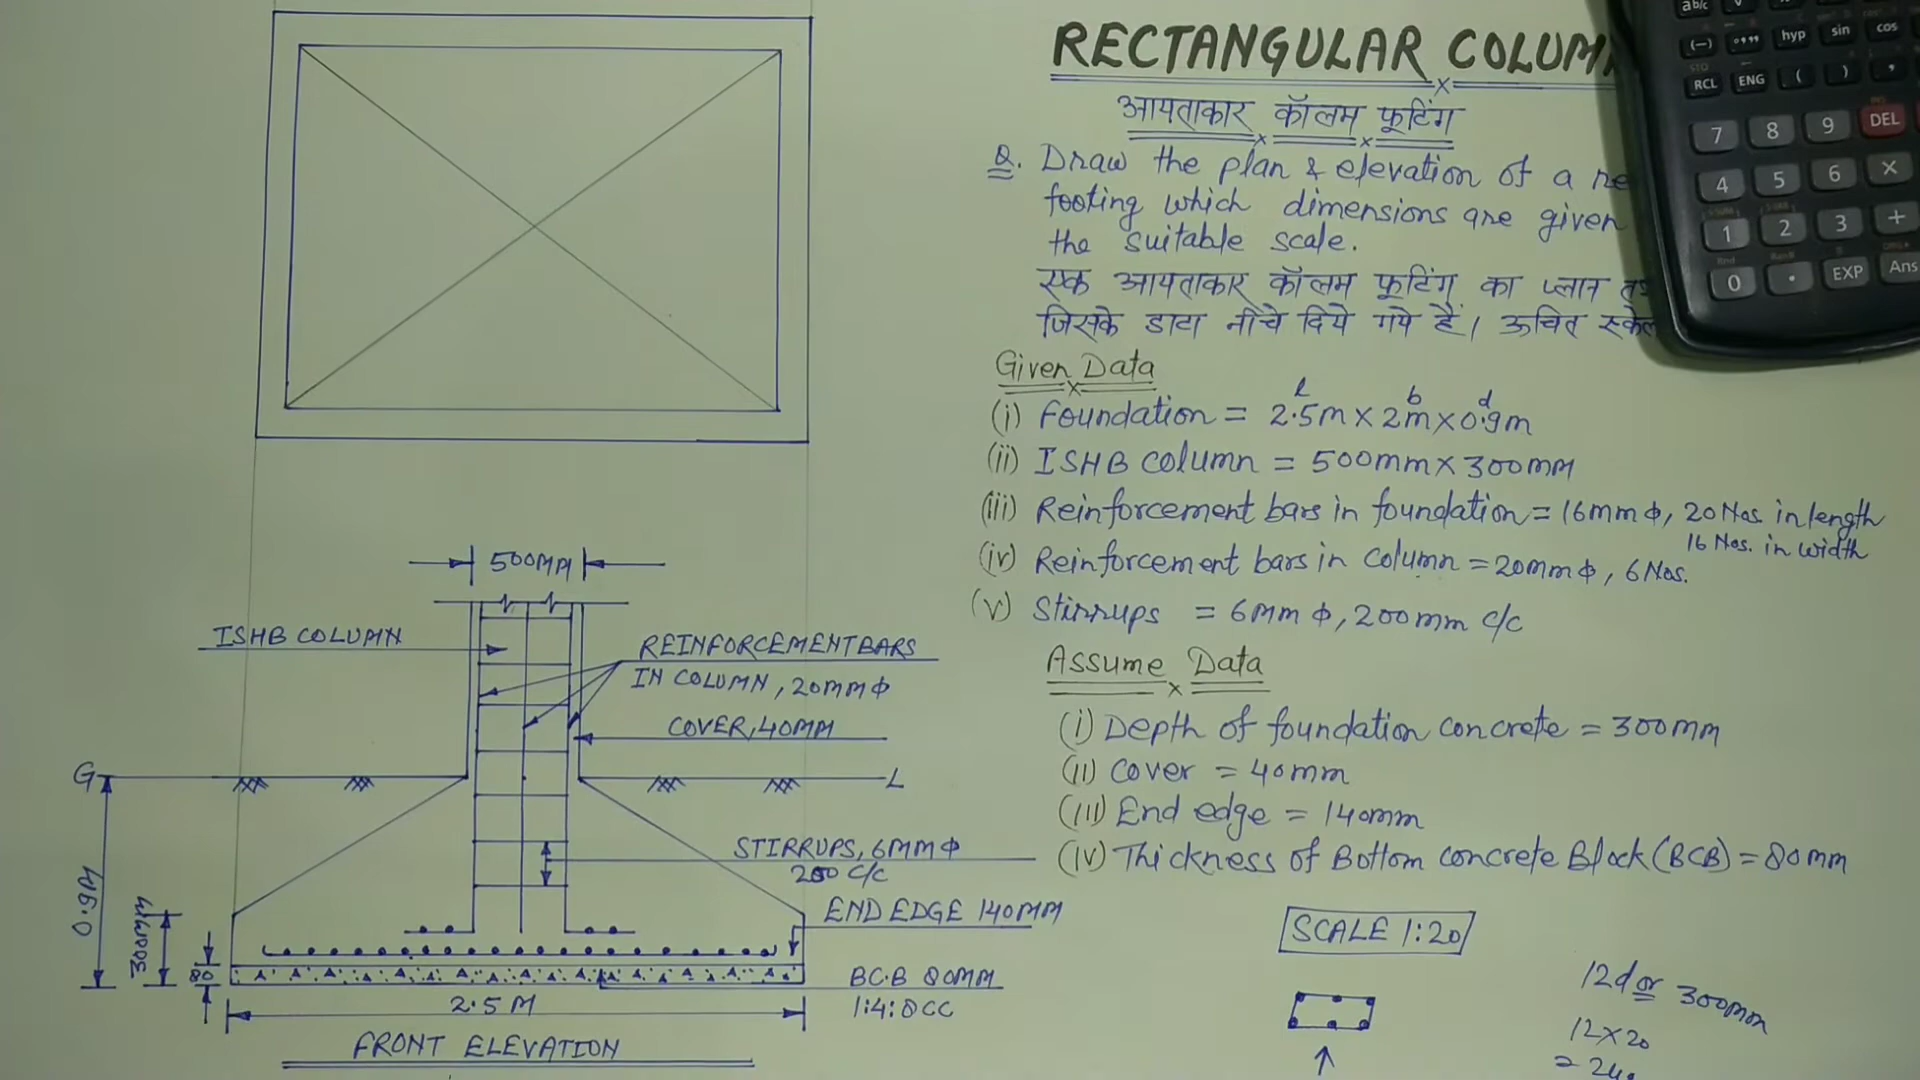 RECTANGULAR COLUM
आयताकार कॉलम फूटिंग
Q. Draw the plan & elevation of a
footing which dimensions are given
the suitable scale.
एक आयताकार कॉलम फूटिंग का प्लान
जिसके डाटा नीचे दिये गये हैं। उचित स्केल
Given Data
l b d
(i) Foundation = 2.5m × 2m × 0.9m
(ii) ISHB column = 500mm × 300mm
(iii) Reinforcement bars in foundation = 16mm φ, 20 Nos. in length
16 Nos. in width
(iv) Reinforcement bars in column = 20mm φ, 6 Nos.
(v) Stirrups = 6mm φ, 200mm c/c
Assume Data
(i) Depth of foundation concrete = 300mm
(ii) Cover = 40mm
(iii) End edge = 140mm
(iv) Thickness of Bottom concrete Block (BCB) = 80mm
SCALE 1:20
12d or 300mm
12×20
500MM
ISHB COLUMN
REINFORCEMENT BARS
IN COLUMN, 20MM φ
COVER, 40MM
G L
STIRRUPS, 6MM φ
200 C/C
0.9M
300MM
80
END EDGE 140MM
B.C.B 80MM
1:4:8 CC
2.5 M
FRONT ELEVATION
ab/c
(−) °,,, hyp sin cos
STO
RCL ENG ( ) ,
7 8 9 DEL
4 5 6 ×
1 2 3 +
0 . EXP Ans